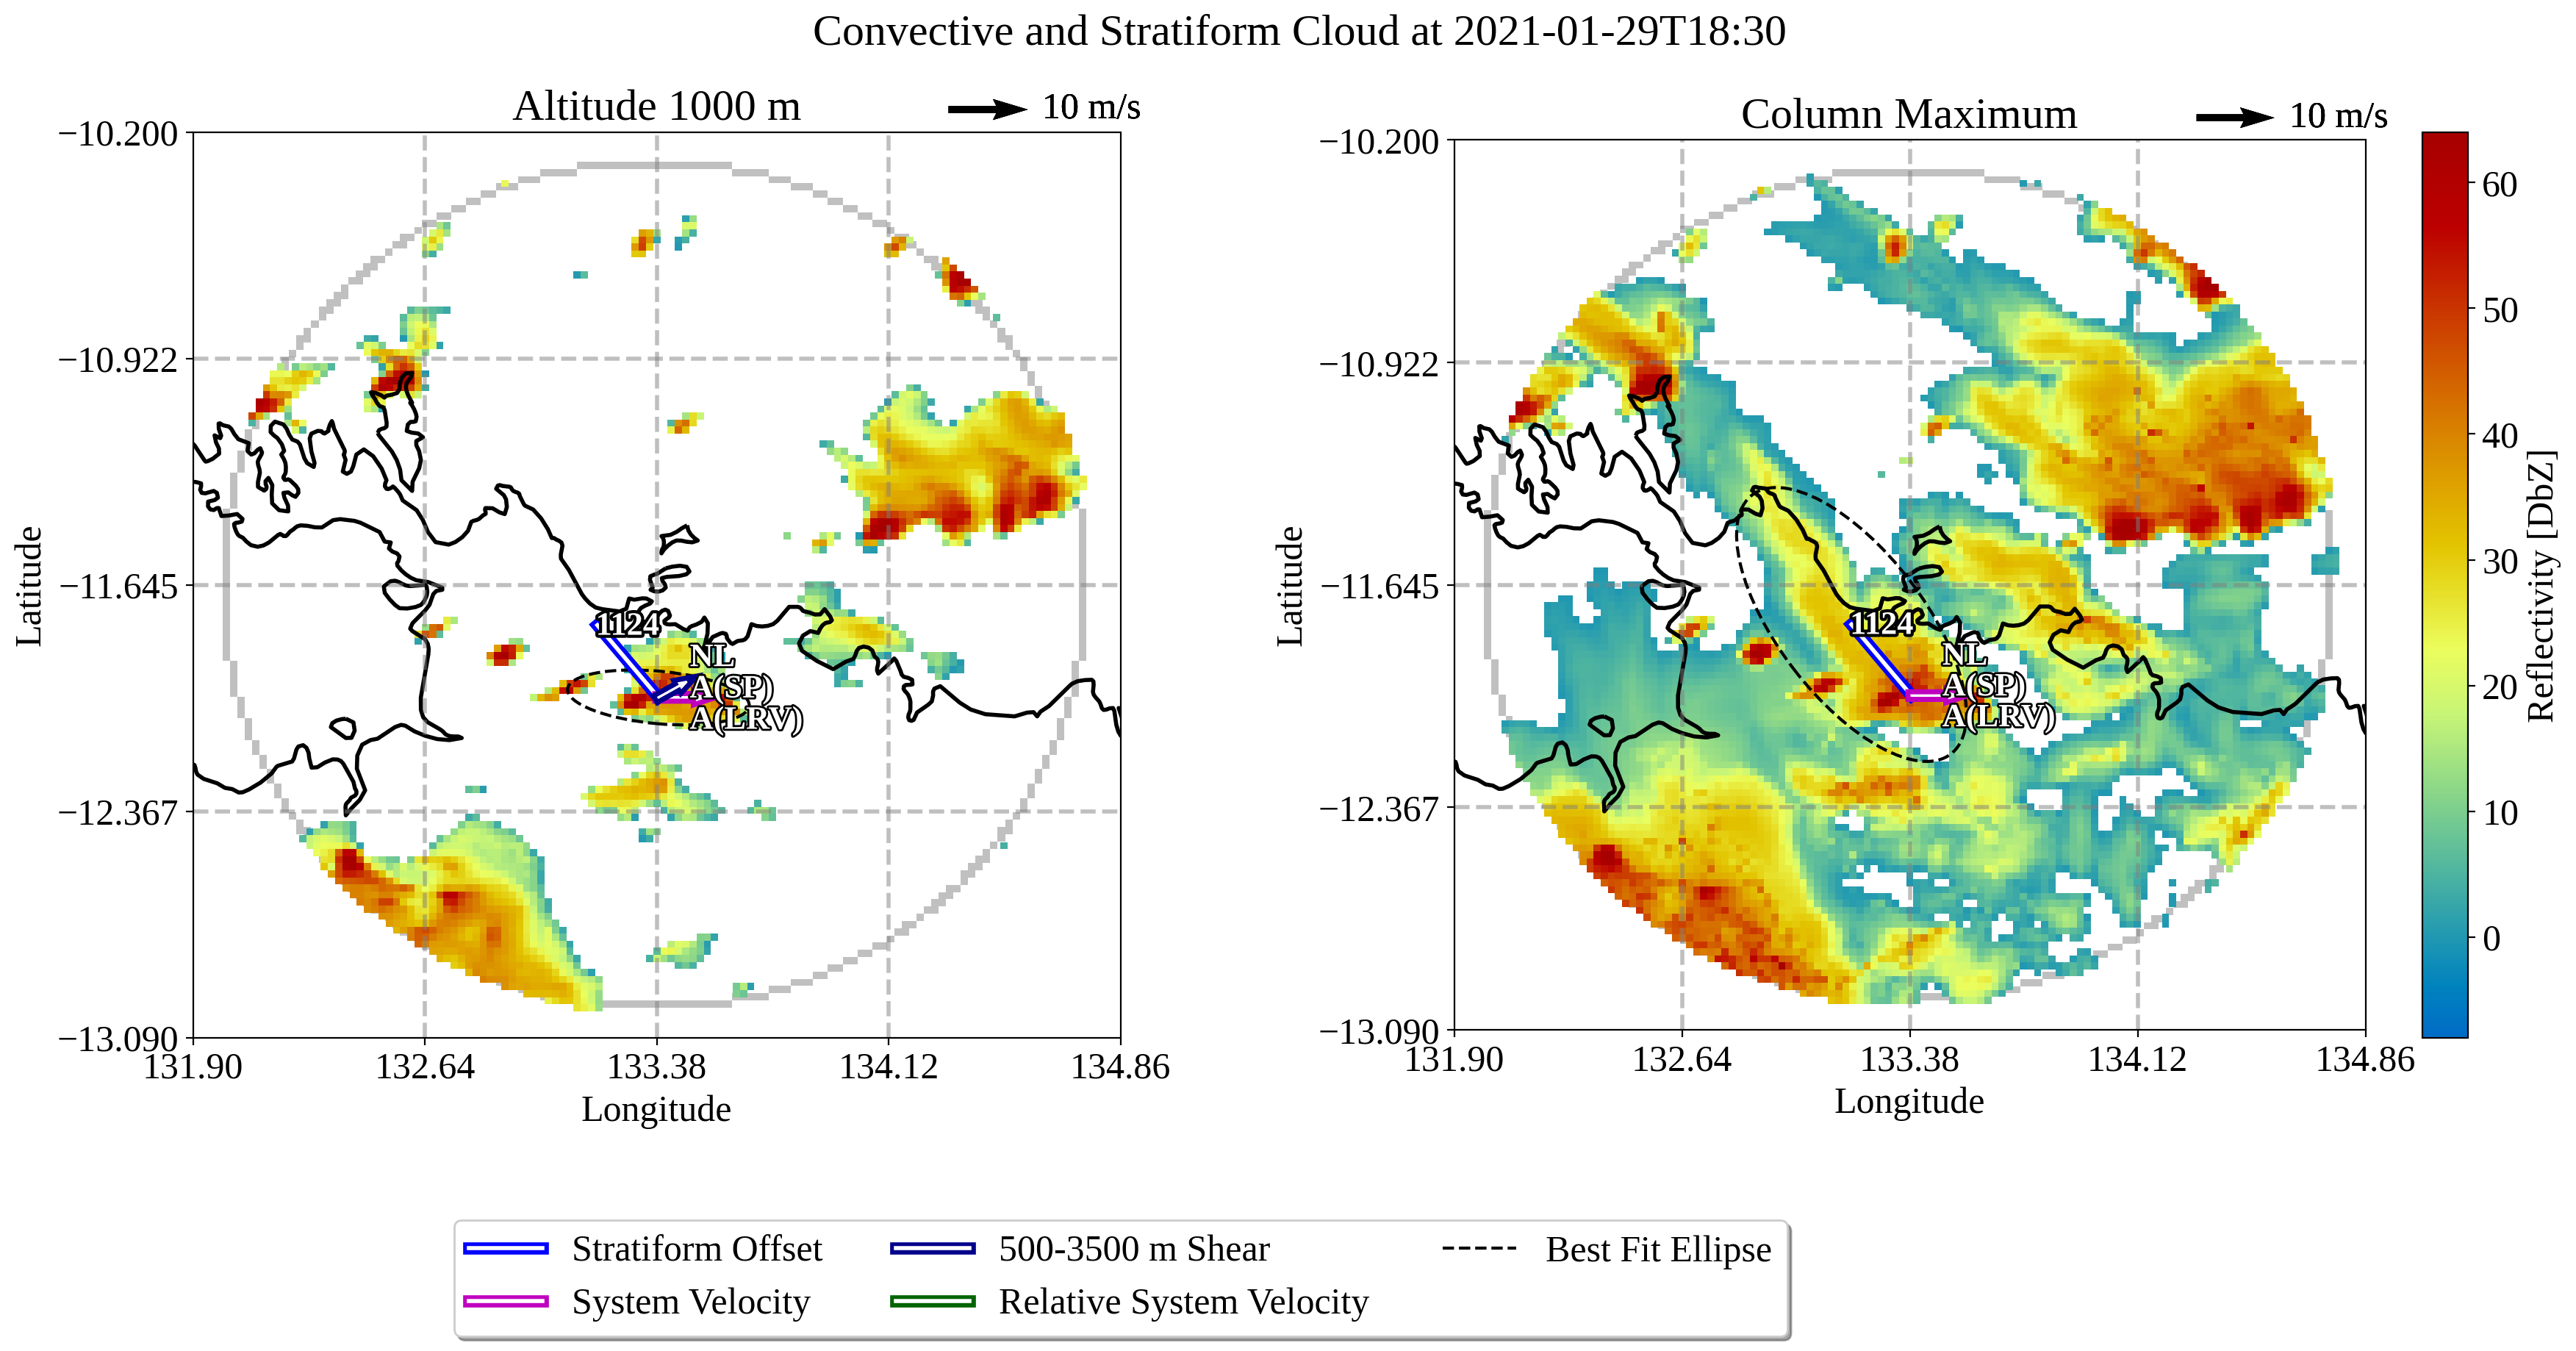 Convective and Stratiform Cloud at 2021-01-29T18:30
Altitude 1000 m
10 m/s
−10.200
−10.922
−11.645
−12.367
−13.090
Latitude
131.90
132.64
133.38
134.12
134.86
Longitude
1124
NL
A(SP)
A(LRV)
Column Maximum
10 m/s
−10.200
−10.922
−11.645
−12.367
−13.090
Latitude
131.90
132.64
133.38
134.12
134.86
Longitude
1124
NL
A(SP)
A(LRV)
60
50
40
30
20
10
0
Reflectivity [DbZ]
Stratiform Offset
System Velocity
500-3500 m Shear
Relative System Velocity
Best Fit Ellipse